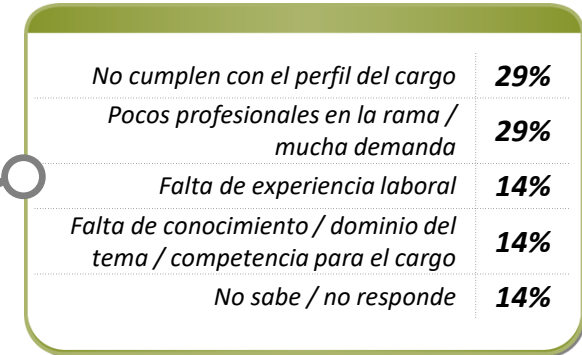 No cumplen con el perfil del cargo 29%
Pocos profesionales en la rama /
mucha demanda 29%
Falta de experiencia laboral 14%
Falta de conocimiento / dominio del
tema / competencia para el cargo 14%
No sabe / no responde 14%